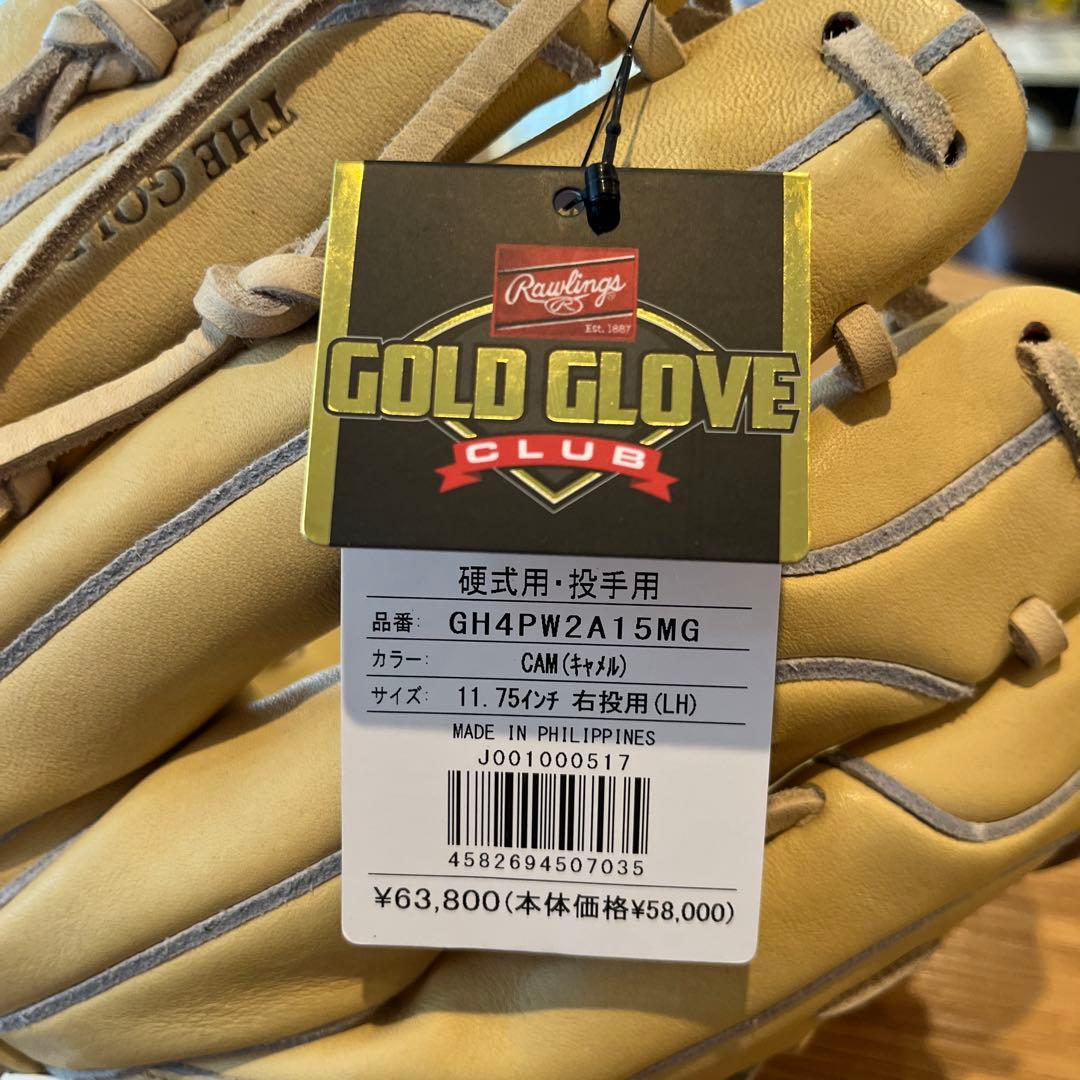 THE GOL
Rawlings
R
Est. 1887
GOLD GLOVE
CLUB
硬式用・投手用
品番: GH4PW2A15MG
カラー: CAM(ｷｬﾒﾙ)
サイズ: 11.75ｲﾝﾁ 右投用(LH)
MADE IN PHILIPPINES
J001000517
4582694507035
¥63,800(本体価格¥58,000)